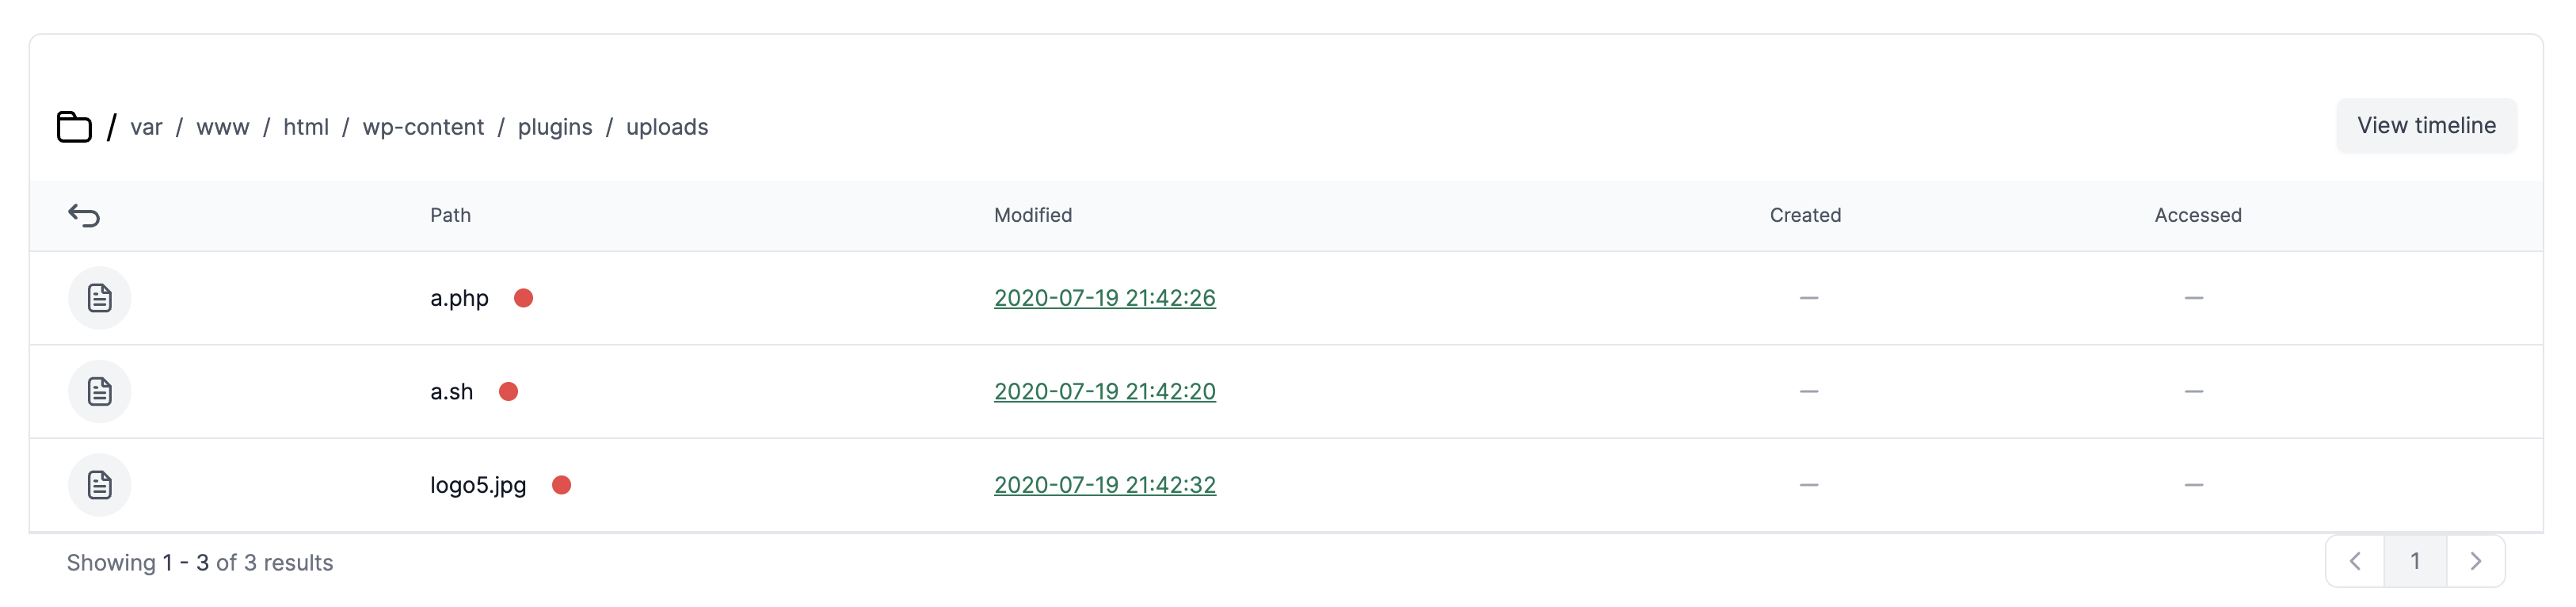 / var / www / html / wp-content / plugins / uploads
View timeline
Path Modified Created Accessed
a.php 2020-07-19 21:42:26 — —
a.sh 2020-07-19 21:42:20 — —
logo5.jpg 2020-07-19 21:42:32 — —
Showing 1 - 3 of 3 results
1